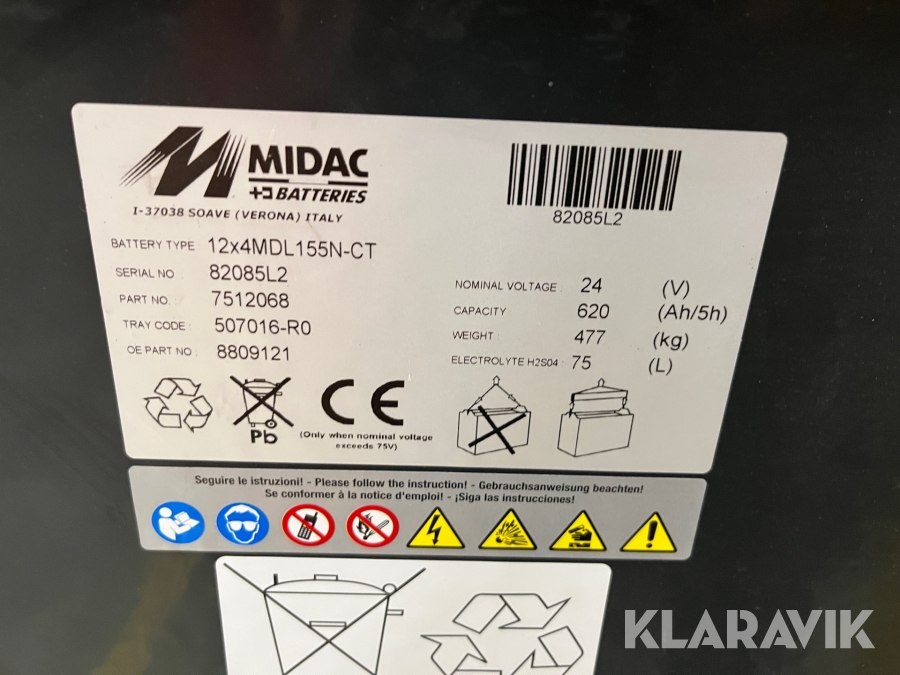 MIDAC
BATTERIES
I-37038 SOAVE (VERONA) ITALY
82085L2
BATTERY TYPE 12x4MDL155N-CT
SERIAL NO 82085L2
PART NO. 7512068
TRAY CODE: 507016-R0
OE PART NO: 8809121
NOMINAL VOLTAGE: 24 (V)
CAPACITY 620 (Ah/5h)
WEIGHT: 477 (kg)
ELECTROLYTE H2S04: 75 (L)
Pb
CE
(Only when nominal voltage
exceeds 75V)
Seguire le istruzioni! - Please follow the instruction! - Gebrauchsanweisung beachten!
Se conformer à la notice d'emploi! - ¡Siga las instrucciones!
KLARAVIK